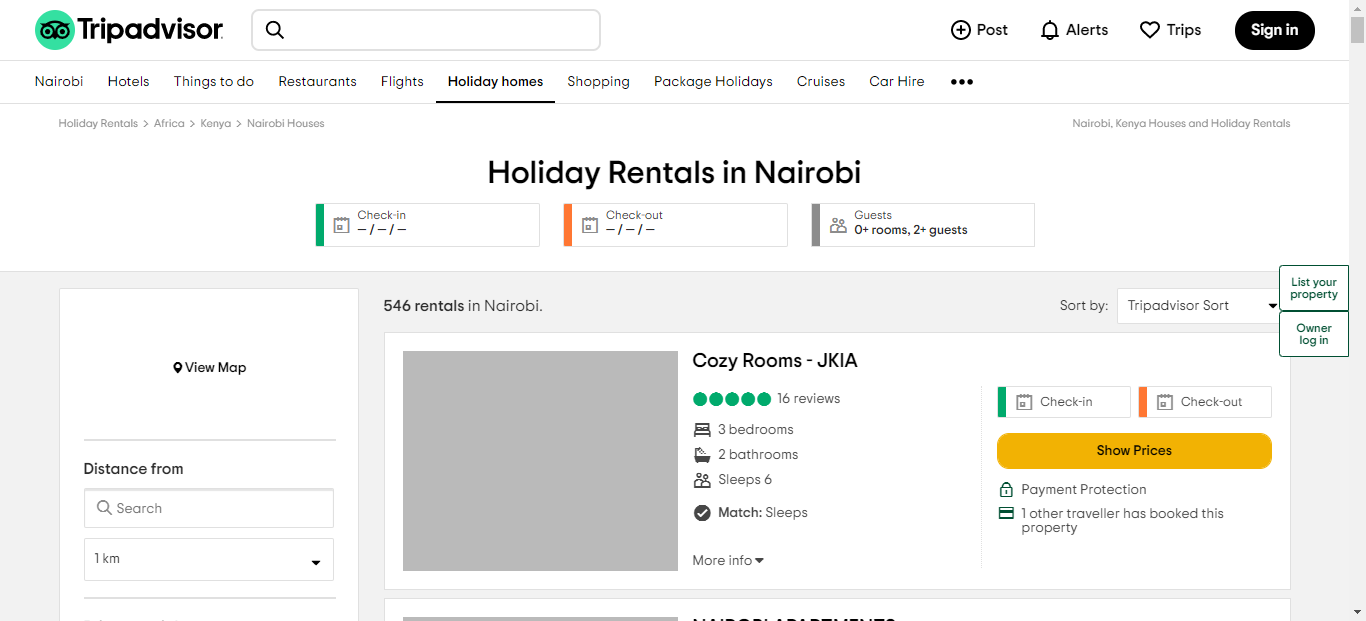 Tripadvisor
Post
Alerts
Trips
Sign in
Nairobi
Hotels
Things to do
Restaurants
Flights
Holiday homes
Shopping
Package Holidays
Cruises
Car Hire
Holiday Rentals > Africa > Kenya > Nairobi Houses
Nairobi, Kenya Houses and Holiday Rentals
Holiday Rentals in Nairobi
Check-in
– / – / –
Check-out
– / – / –
Guests
0+ rooms, 2+ guests
List your
property
Owner
log in
View Map
Distance from
Search
1 km
546 rentals in Nairobi.
Sort by:
Tripadvisor Sort
Cozy Rooms - JKIA
16 reviews
3 bedrooms
2 bathrooms
Sleeps 6
Match: Sleeps
More info
Check-in
Check-out
Show Prices
Payment Protection
1 other traveller has booked this
property
NAIROBI APARTMENTS